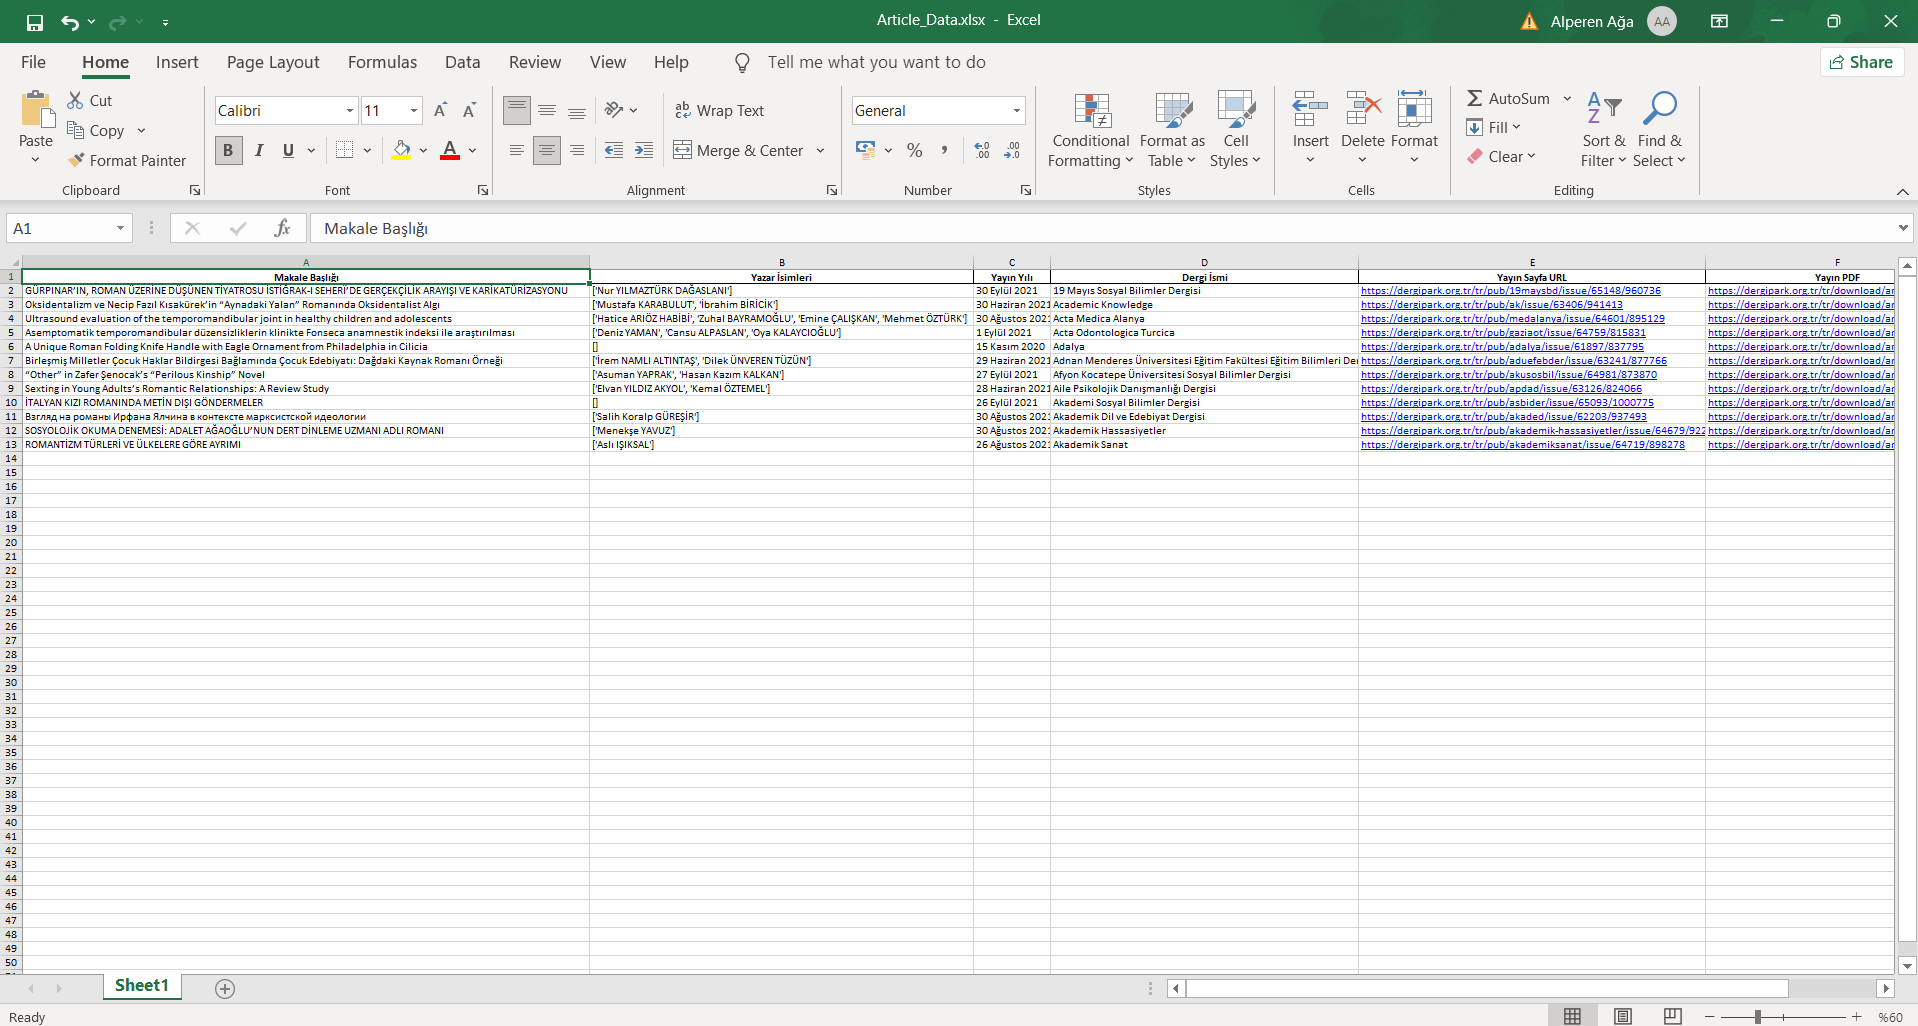 Article_Data.xlsx - Excel
Alperen Ağa AA
File Home Insert Page Layout Formulas Data Review View Help Tell me what you want to do Share
Paste
Cut
Copy
Format Painter
Clipboard
Calibri 11
B I U
Font
Wrap Text
Merge & Center
Alignment
General
Number
Conditional Formatting
Format as Table
Cell Styles
Styles
Insert Delete Format
Cells
AutoSum
Fill
Clear
Sort & Filter
Find & Select
Editing
A1 fx Makale Başlığı
A B C D E F
1 Makale Başlığı Yazar İsimleri Yayın Yılı Dergi İsmi Yayın Sayfa URL Yayın PDF
2 GÜRPINAR’IN, ROMAN ÜZERİNE DÜŞÜNEN TİYATROSU İSTİĞRAK-I SEHERİ’DE GERÇEKÇİLİK ARAYIŞI VE KARİKATÜRİZASYONU ['Nur YILMAZTÜRK DAĞASLANI'] 30 Eylül 2021 19 Mayıs Sosyal Bilimler Dergisi https://dergipark.org.tr/tr/pub/19maysbd/issue/65148/960736 https://dergipark.org.tr/tr/download/ar
3 Oksidentalizm ve Necip Fazıl Kısakürek’in “Aynadaki Yalan” Romanında Oksidentalist Algı ['Mustafa KARABULUT', 'İbrahim BİRİCİK'] 30 Haziran 2021 Academic Knowledge https://dergipark.org.tr/tr/pub/ak/issue/63406/941413 https://dergipark.org.tr/tr/download/ar
4 Ultrasound evaluation of the temporomandibular joint in healthy children and adolescents ['Hatice ARIÖZ HABİBİ', 'Zuhal BAYRAMOĞLU', 'Emine ÇALIŞKAN', 'Mehmet ÖZTÜRK'] 30 Ağustos 2021 Acta Medica Alanya https://dergipark.org.tr/tr/pub/medalanya/issue/64601/895129 https://dergipark.org.tr/tr/download/ar
5 Asemptomatik temporomandibular düzensizliklerin klinikte Fonseca anamnestik indeksi ile araştırılması ['Deniz YAMAN', 'Cansu ALPASLAN', 'Oya KALAYCIOĞLU'] 1 Eylül 2021 Acta Odontologica Turcica https://dergipark.org.tr/tr/pub/gaziaot/issue/64759/815831 https://dergipark.org.tr/tr/download/ar
6 A Unique Roman Folding Knife Handle with Eagle Ornament from Philadelphia in Cilicia [] 15 Kasım 2020 Adalya https://dergipark.org.tr/tr/pub/adalya/issue/61897/837795 https://dergipark.org.tr/tr/download/ar
7 Birleşmiş Milletler Çocuk Haklar Bildirgesi Bağlamında Çocuk Edebiyatı: Dağdaki Kaynak Romanı Örneği ['İrem NAMLI ALTINTAŞ', 'Dilek ÜNVEREN TÜZÜN'] 29 Haziran 2021 Adnan Menderes Üniversitesi Eğitim Fakültesi Eğitim Bilimleri Der https://dergipark.org.tr/tr/pub/aduefebder/issue/63241/877766 https://dergipark.org.tr/tr/download/ar
8 “Other” in Zafer Şenocak’s “Perilous Kinship” Novel ['Asuman YAPRAK', 'Hasan Kazım KALKAN'] 27 Eylül 2021 Afyon Kocatepe Üniversitesi Sosyal Bilimler Dergisi https://dergipark.org.tr/tr/pub/akusosbil/issue/64981/873870 https://dergipark.org.tr/tr/download/ar
9 Sexting in Young Adults’s Romantic Relationships: A Review Study ['Elvan YILDIZ AKYOL', 'Kemal ÖZTEMEL'] 28 Haziran 2021 Aile Psikolojik Danışmanlığı Dergisi https://dergipark.org.tr/tr/pub/apdad/issue/63126/824066 https://dergipark.org.tr/tr/download/ar
10 İTALYAN KIZI ROMANINDA METİN DIŞI GÖNDERMELER [] 26 Eylül 2021 Akademi Sosyal Bilimler Dergisi https://dergipark.org.tr/tr/pub/asbider/issue/65093/1000775 https://dergipark.org.tr/tr/download/ar
11 Взгляд на романы Ирфана Ялчина в контексте марксистской идеологии ['Salih Koralp GÜREŞİR'] 30 Ağustos 2021 Akademik Dil ve Edebiyat Dergisi https://dergipark.org.tr/tr/pub/akaded/issue/62203/937493 https://dergipark.org.tr/tr/download/ar
12 SOSYOLOJİK OKUMA DENEMESİ: ADALET AĞAOĞLU’NUN DERT DİNLEME UZMANI ADLI ROMANI ['Menekşe YAVUZ'] 30 Ağustos 2021 Akademik Hassasiyetler https://dergipark.org.tr/tr/pub/akademik-hassasiyetler/issue/64679/922 https://dergipark.org.tr/tr/download/ar
13 ROMANTİZM TÜRLERİ VE ÜLKELERE GÖRE AYRIMI ['Aslı IŞIKSAL'] 26 Ağustos 2021 Akademik Sanat https://dergipark.org.tr/tr/pub/akademiksanat/issue/64719/898278 https://dergipark.org.tr/tr/download/ar
14
15
16
17
18
19
20
21
22
23
24
25
26
27
28
29
30
31
32
33
34
35
36
37
38
39
40
41
42
43
44
45
46
47
48
49
50
Sheet1
Ready %60